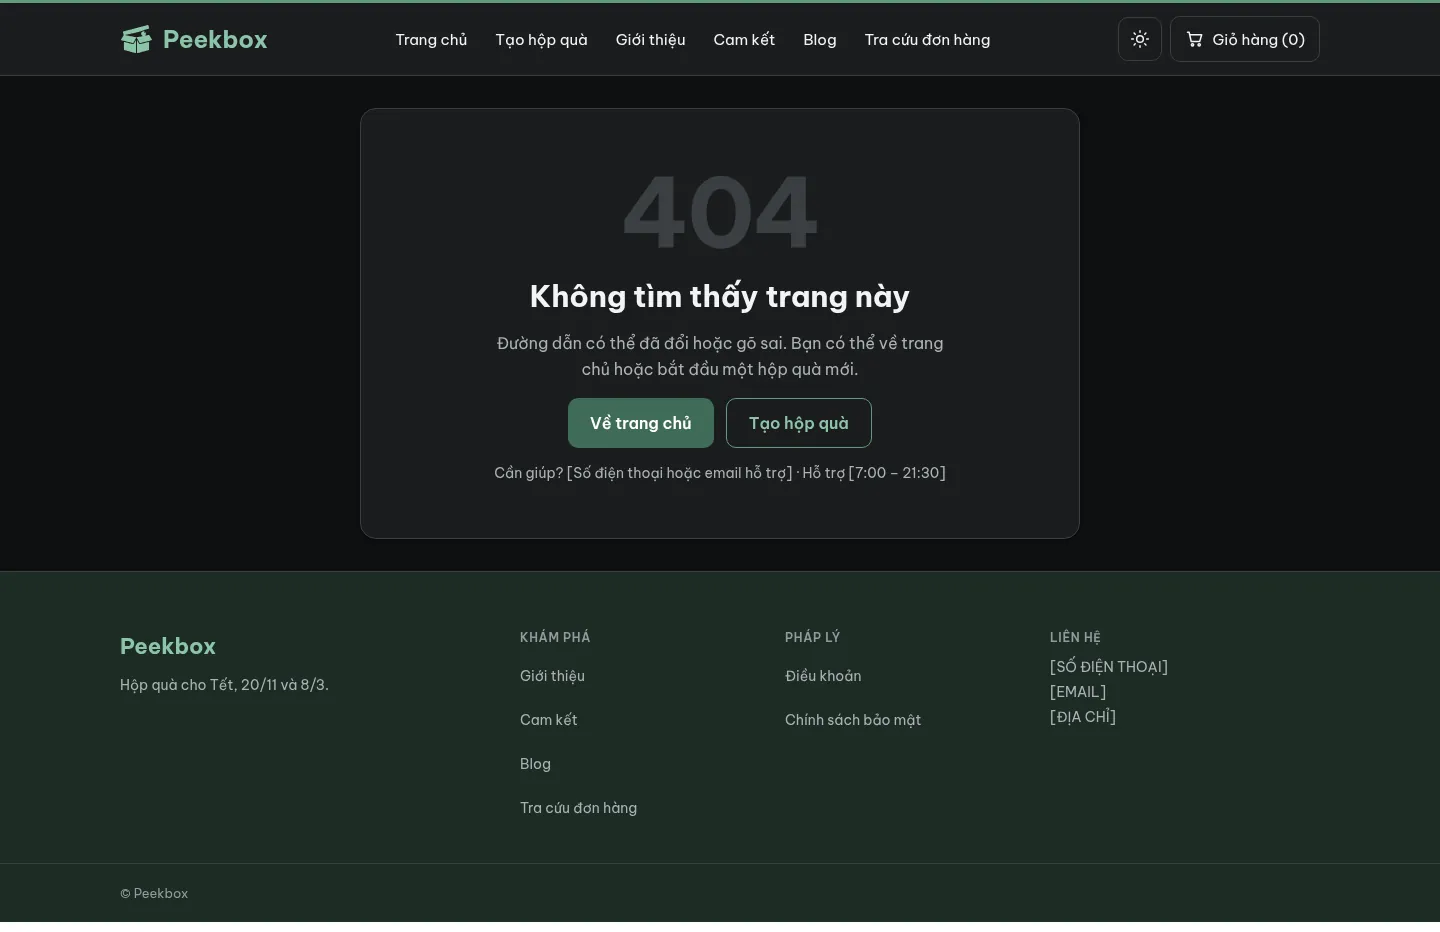 Peekbox
Trang chủ
Tạo hộp quà
Giới thiệu
Cam kết
Blog
Tra cứu đơn hàng
Giỏ hàng (0)
404
Không tìm thấy trang này
Đường dẫn có thể đã đổi hoặc gõ sai. Bạn có thể về trang
chủ hoặc bắt đầu một hộp quà mới.
Về trang chủ
Tạo hộp quà
Cần giúp? [Số điện thoại hoặc email hỗ trợ] · Hỗ trợ [7:00 – 21:30]
Peekbox
Hộp quà cho Tết, 20/11 và 8/3.
KHÁM PHÁ
Giới thiệu
Cam kết
Blog
Tra cứu đơn hàng
PHÁP LÝ
Điều khoản
Chính sách bảo mật
LIÊN HỆ
[SỐ ĐIỆN THOẠI]
[EMAIL]
[ĐỊA CHỈ]
© Peekbox